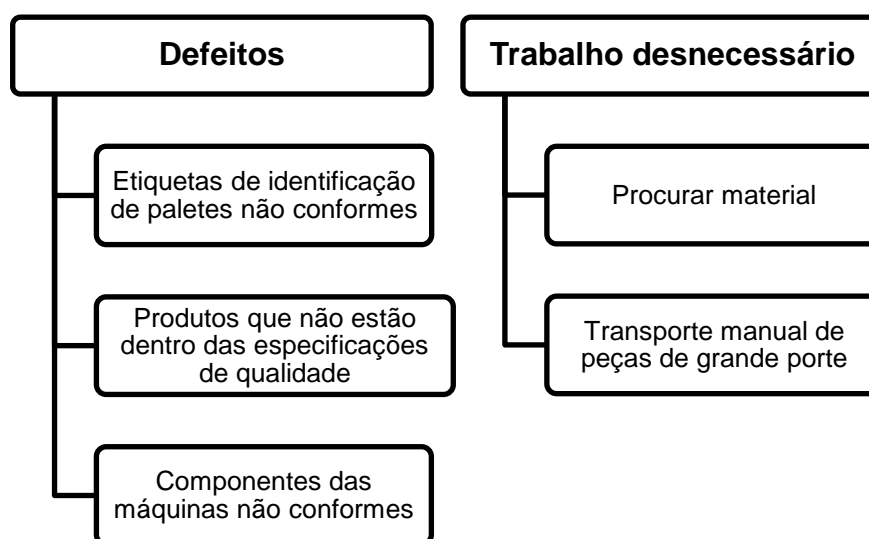 Defeitos
Etiquetas de identificação
de paletes não conformes
Produtos que não estão
dentro das especificações
de qualidade
Componentes das
máquinas não conformes
Trabalho desnecessário
Procurar material
Transporte manual de
peças de grande porte